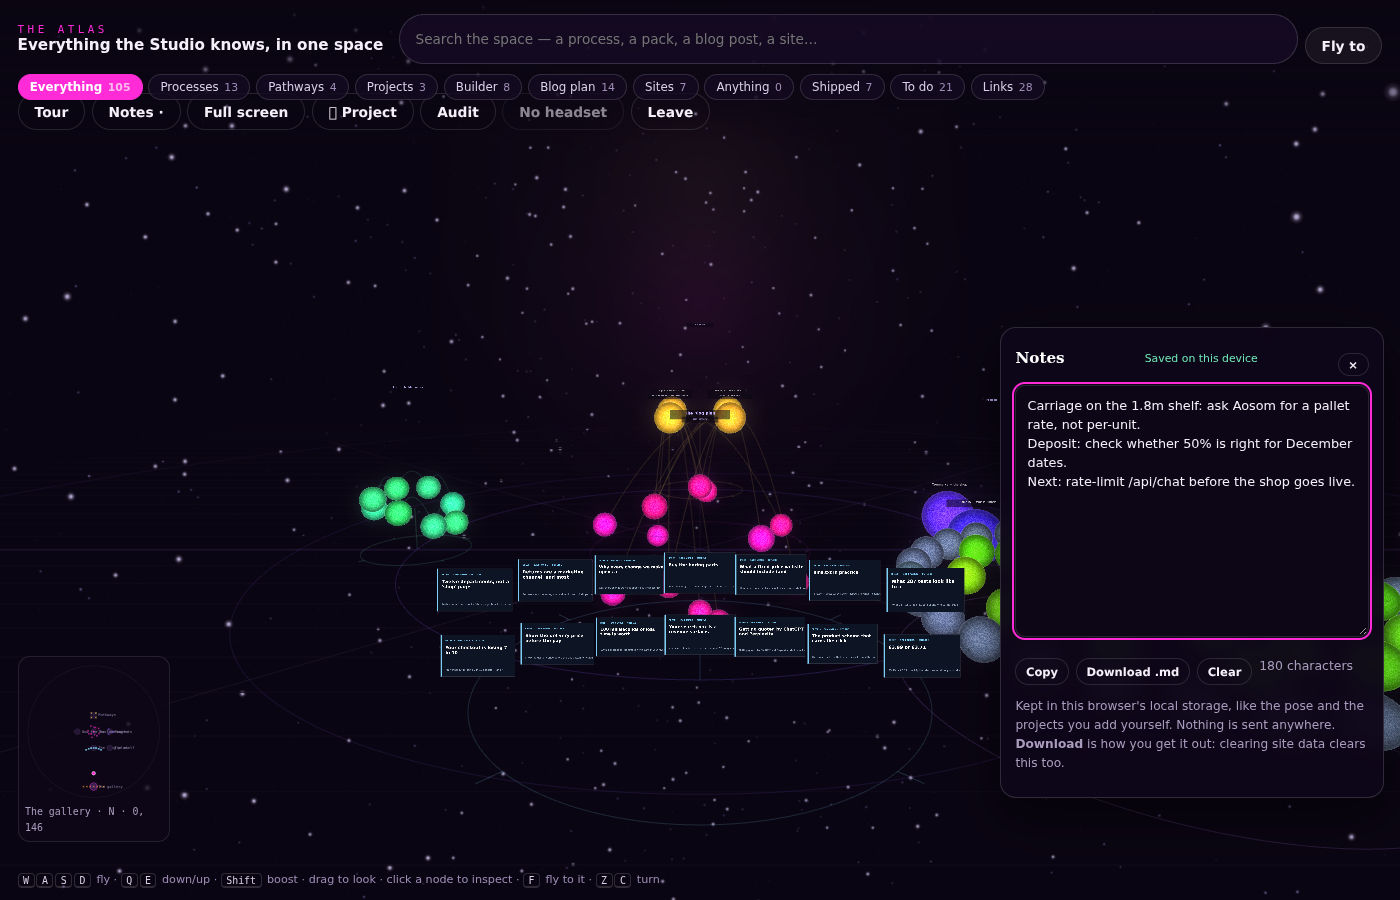 THE ATLAS
Everything the Studio knows, in one space
Search the space — a process, a pack, a blog post, a site…
Fly to
Everything 105
Processes 13
Pathways 4
Projects 3
Builder 8
Blog plan 14
Sites 7
Anything 0
Shipped 7
To do 21
Links 28
Tour
Notes ·
Full screen
Project
Audit
No headset
Leave
Notes
Saved on this device
×
Carriage on the 1.8m shelf: ask Aosom for a pallet
rate, not per-unit.
Deposit: check whether 50% is right for December
dates.
Next: rate-limit /api/chat before the shop goes live.
Copy
Download .md
Clear
180 characters
Kept in this browser's local storage, like the pose and the
projects you add yourself. Nothing is sent anywhere.
Download is how you get it out: clearing site data clears
this too.
Buy the boring parts
Pathways
The gallery
The gallery · N · 0,
146
W A S D fly · Q E down/up · Shift boost · drag to look · click a node to inspect · F fly to it · Z C turn